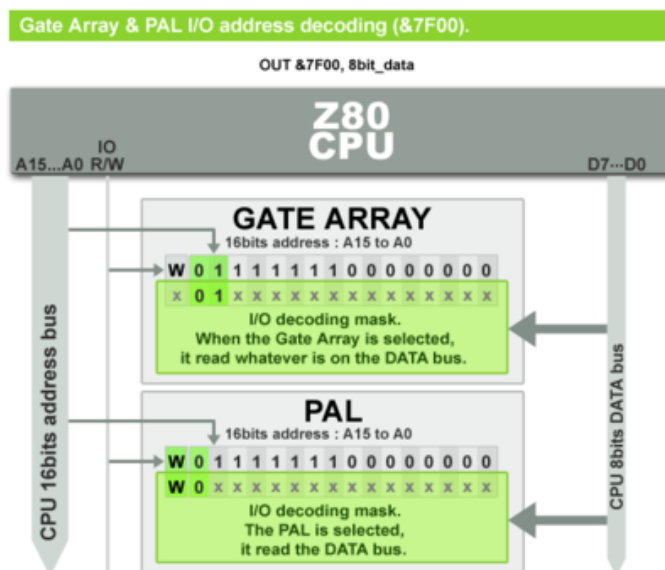 Gate Array & PAL I/O address decoding (&7F00).
OUT &7F00, 8bit_data
Z80
CPU
IO
A15...A0 R/W
D7...D0
GATE ARRAY
16bits address : A15 to A0
W 0 1 1 1 1 1 1 1 0 0 0 0 0 0 0 0
x 0 1 x x x x x x x x x x x x x x
I/O decoding mask.
When the Gate Array is selected,
it read whatever is on the DATA bus.
PAL
16bits address : A15 to A0
W 0 1 1 1 1 1 1 1 0 0 0 0 0 0 0 0
W 0 x x x x x x x x x x x x x x x
I/O decoding mask.
The PAL is selected,
it read the DATA bus.
CPU 16bits address bus
CPU 8bits DATA bus